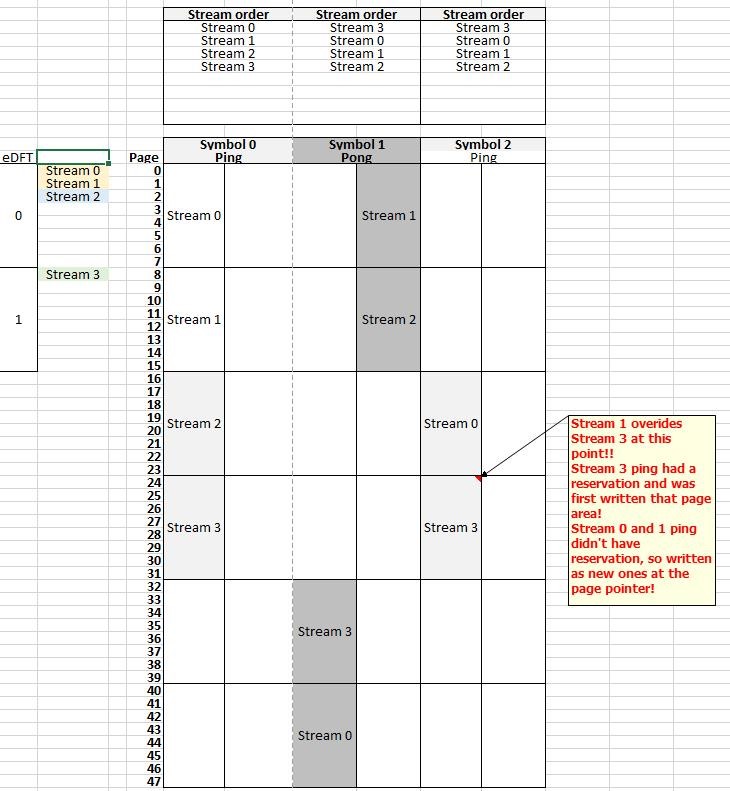 Stream order Stream order Stream order
Stream 0 Stream 3 Stream 3
Stream 1 Stream 0 Stream 0
Stream 2 Stream 1 Stream 1
Stream 3 Stream 2 Stream 2
Symbol 0 Symbol 1 Symbol 2
eDFT Page Ping Pong Ping
Stream 0 0
Stream 1 1
Stream 2 2
3
0 Stream 0 Stream 1
4
5
6
7
Stream 3 8
9
10
11
1 Stream 1 Stream 2
12
13
14
15
16
17
18
19
Stream 2 Stream 0
20
21
22
23
24
25
26
27
Stream 3 Stream 3
28
29
30
31
32
33
34
35
Stream 3
36
37
38
39
40
41
42
43
Stream 0
44
45
46
47
Stream 1 overides
Stream 3 at this
point!!
Stream 3 ping had a
reservation and was
first written that page
area!
Stream 0 and 1 ping
didn't have
reservation, so written
as new ones at the
page pointer!